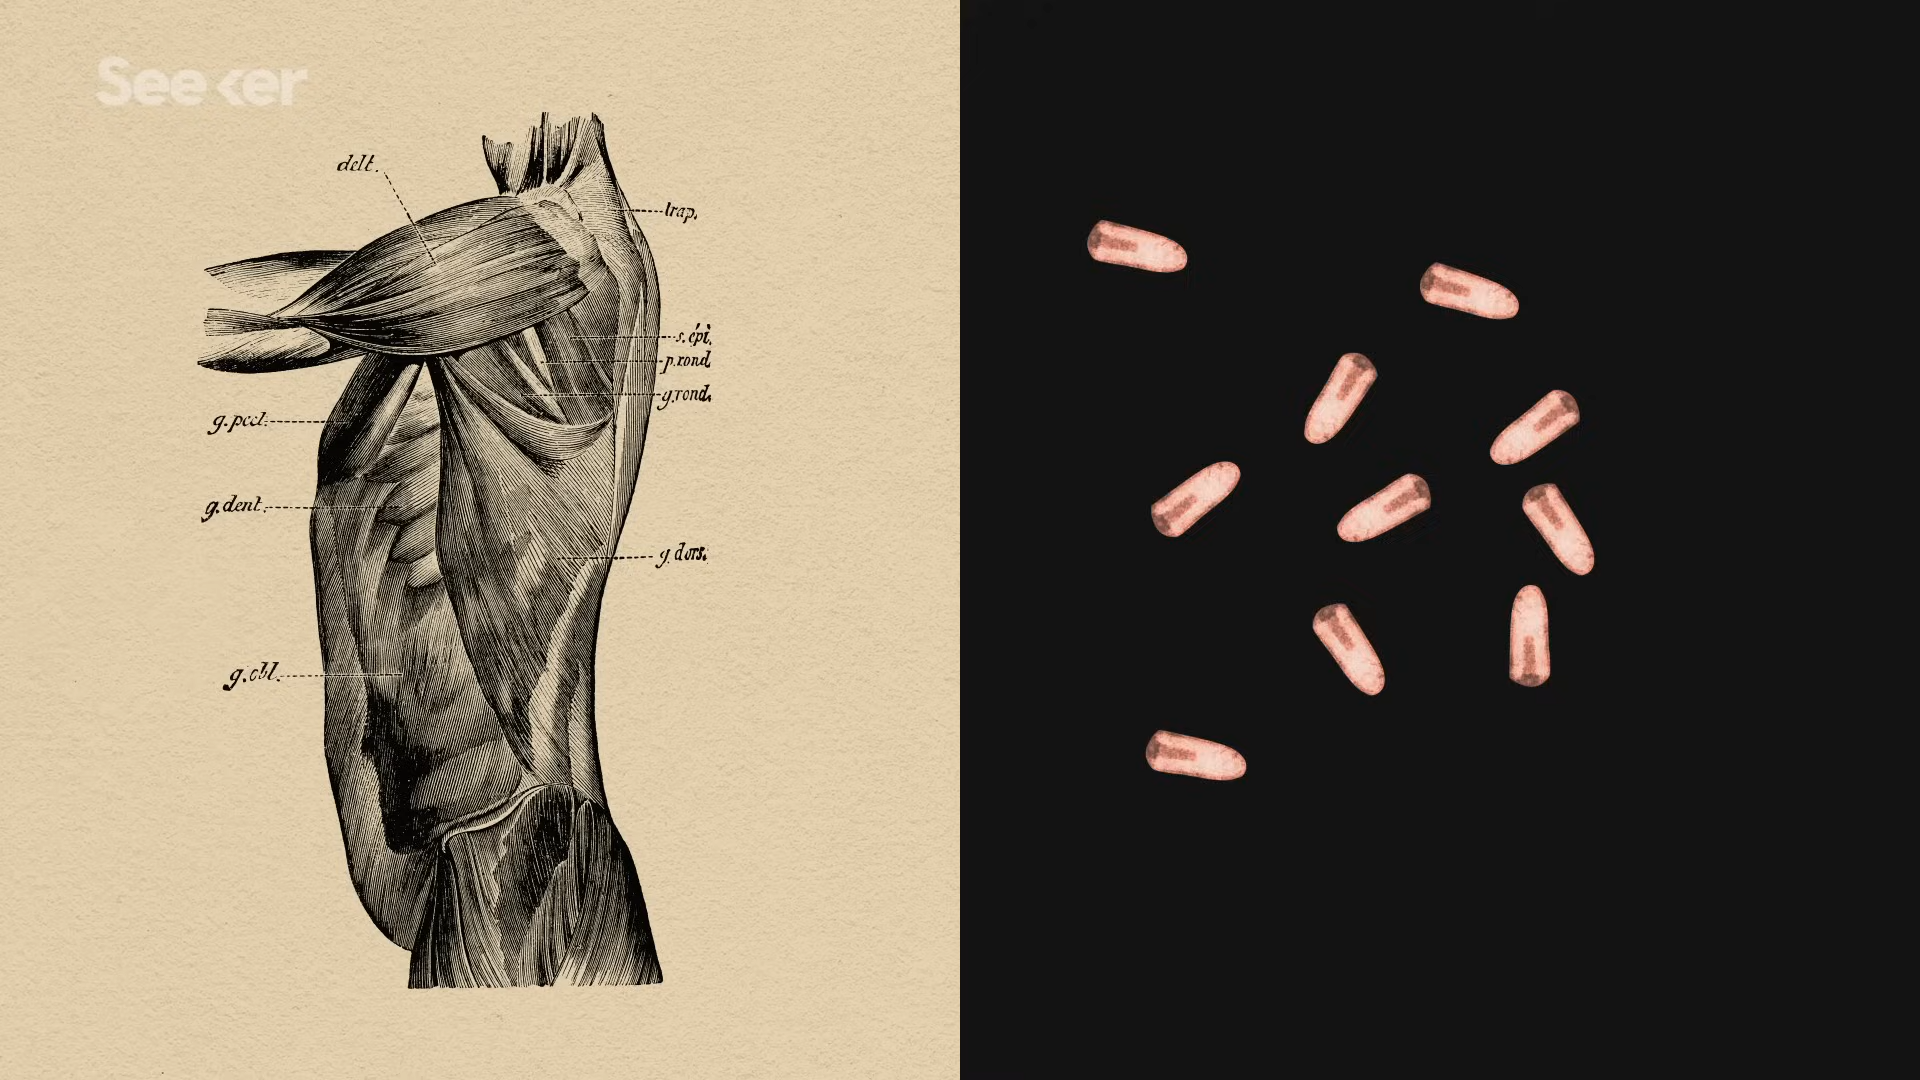 Seeker
delt.
trap.
s.épi.
p.rond.
g.rond.
g.pect.
g.dent.
g.dors.
g.obl.